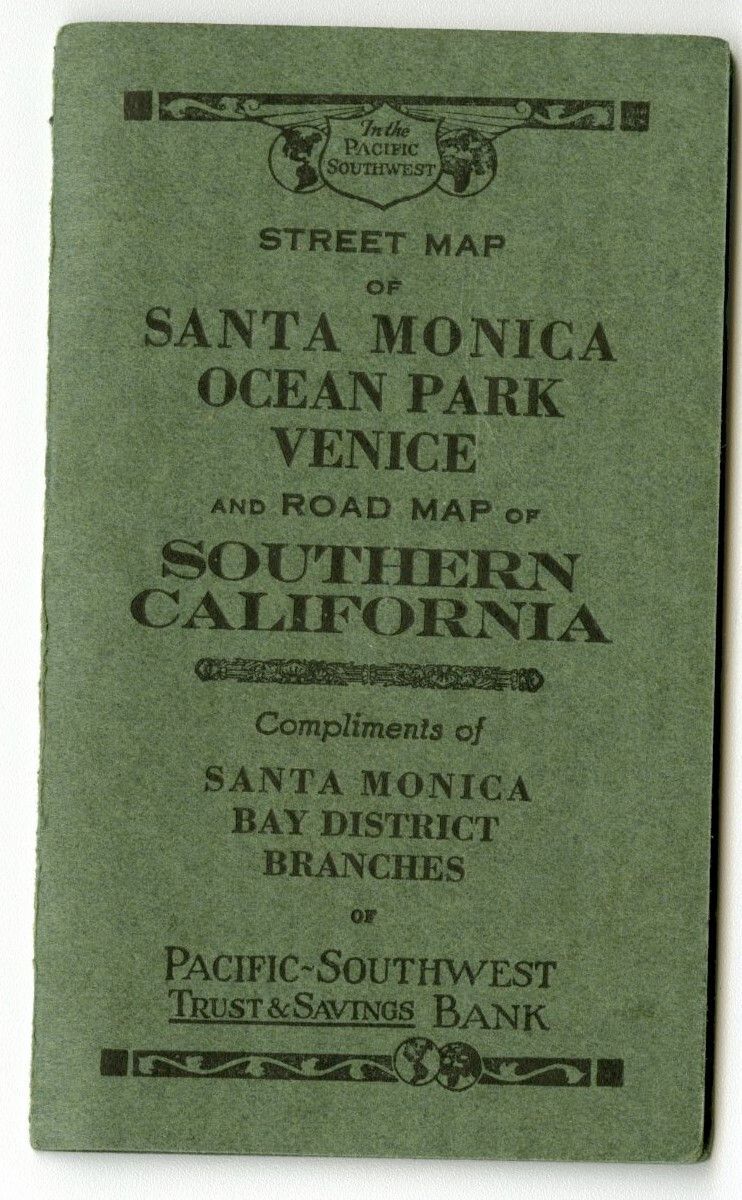 In the
PACIFIC
SOUTHWEST
STREET MAP
OF
SANTA MONICA
OCEAN PARK
VENICE
AND ROAD MAP OF
SOUTHERN
CALIFORNIA
Compliments of
SANTA MONICA
BAY DISTRICT
BRANCHES
OF
PACIFIC-SOUTHWEST
TRUST & SAVINGS BANK